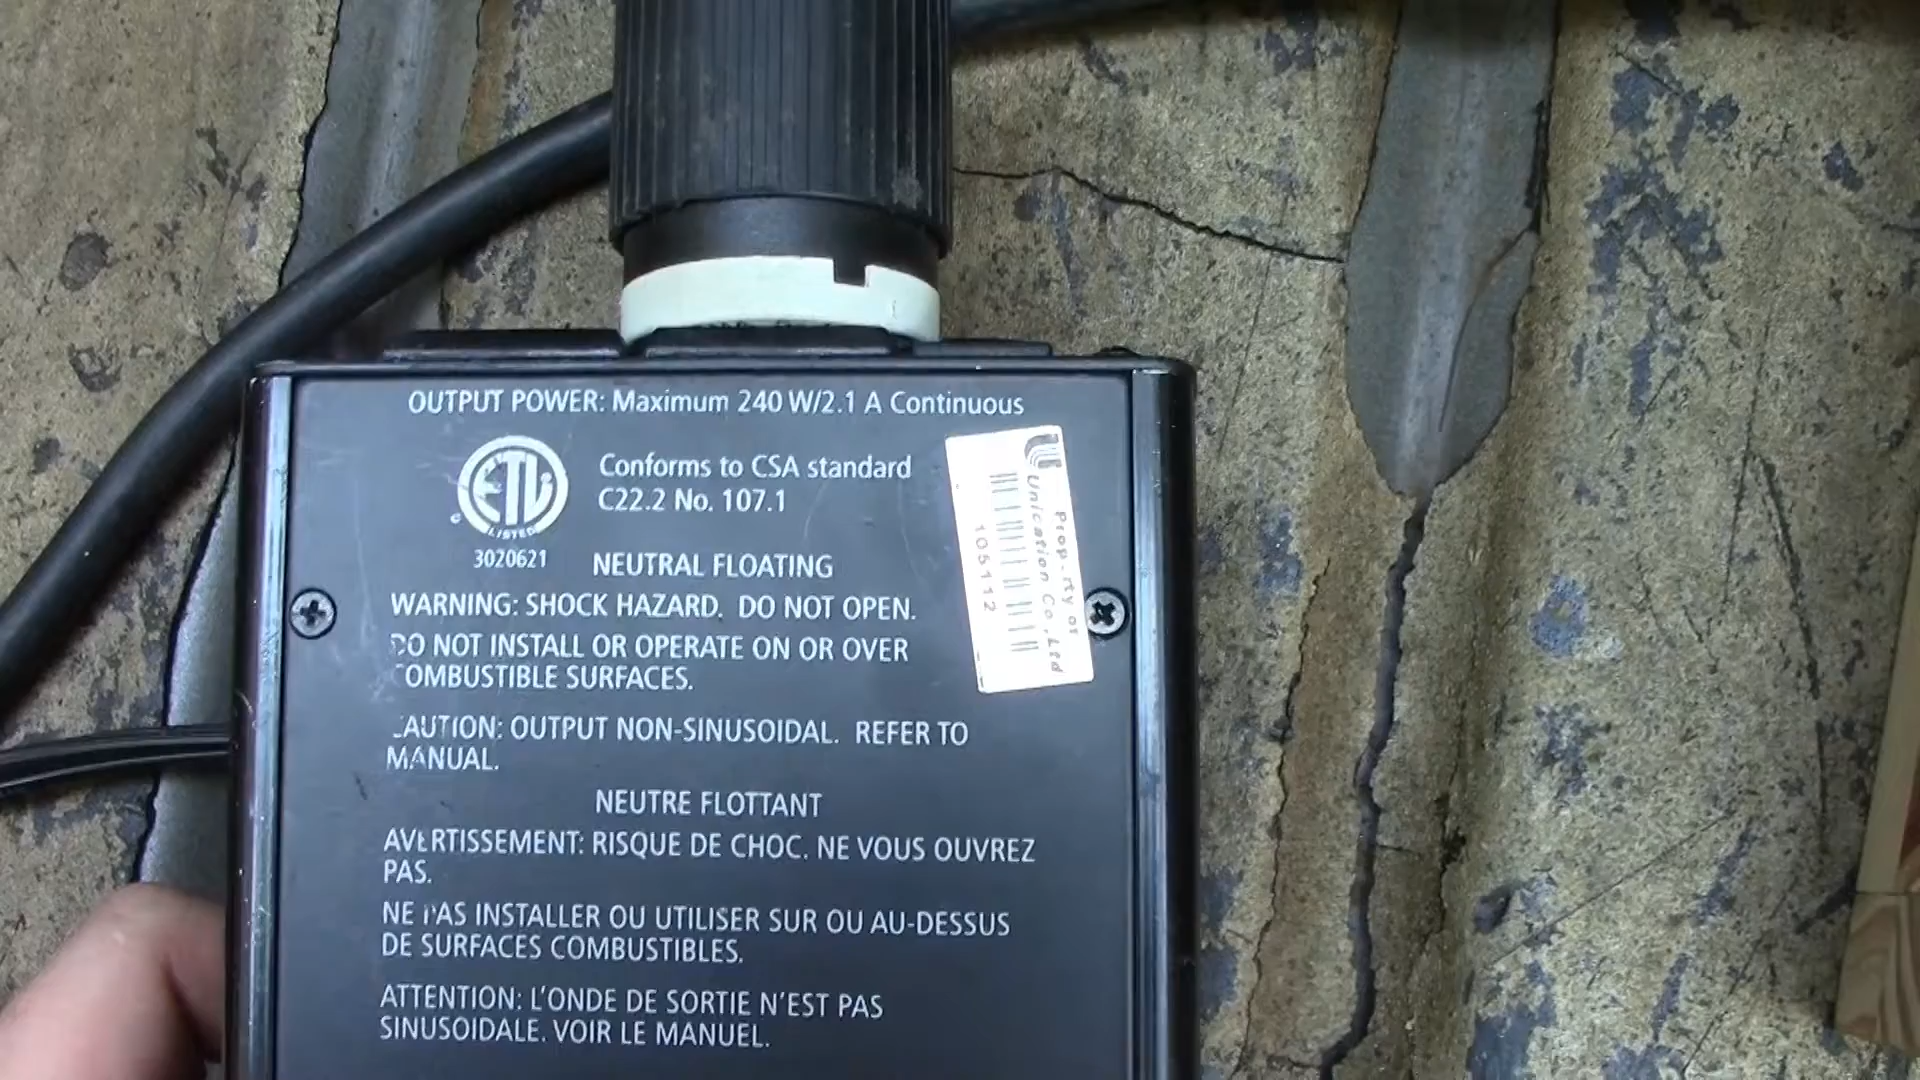 OUTPUT POWER: Maximum 240 W/2.1 A Continuous
ETL
LISTED
C
3020621
Conforms to CSA standard
C22.2 No. 107.1
NEUTRAL FLOATING
WARNING: SHOCK HAZARD. DO NOT OPEN.
DO NOT INSTALL OR OPERATE ON OR OVER
COMBUSTIBLE SURFACES.
CAUTION: OUTPUT NON-SINUSOIDAL. REFER TO
MANUAL.
NEUTRE FLOTTANT
AVERTISSEMENT: RISQUE DE CHOC. NE VOUS OUVREZ
PAS.
NE PAS INSTALLER OU UTILISER SUR OU AU-DESSUS
DE SURFACES COMBUSTIBLES.
ATTENTION: L'ONDE DE SORTIE N'EST PAS
SINUSOIDALE. VOIR LE MANUEL.
Property of
Unication Co.,Ltd
105112